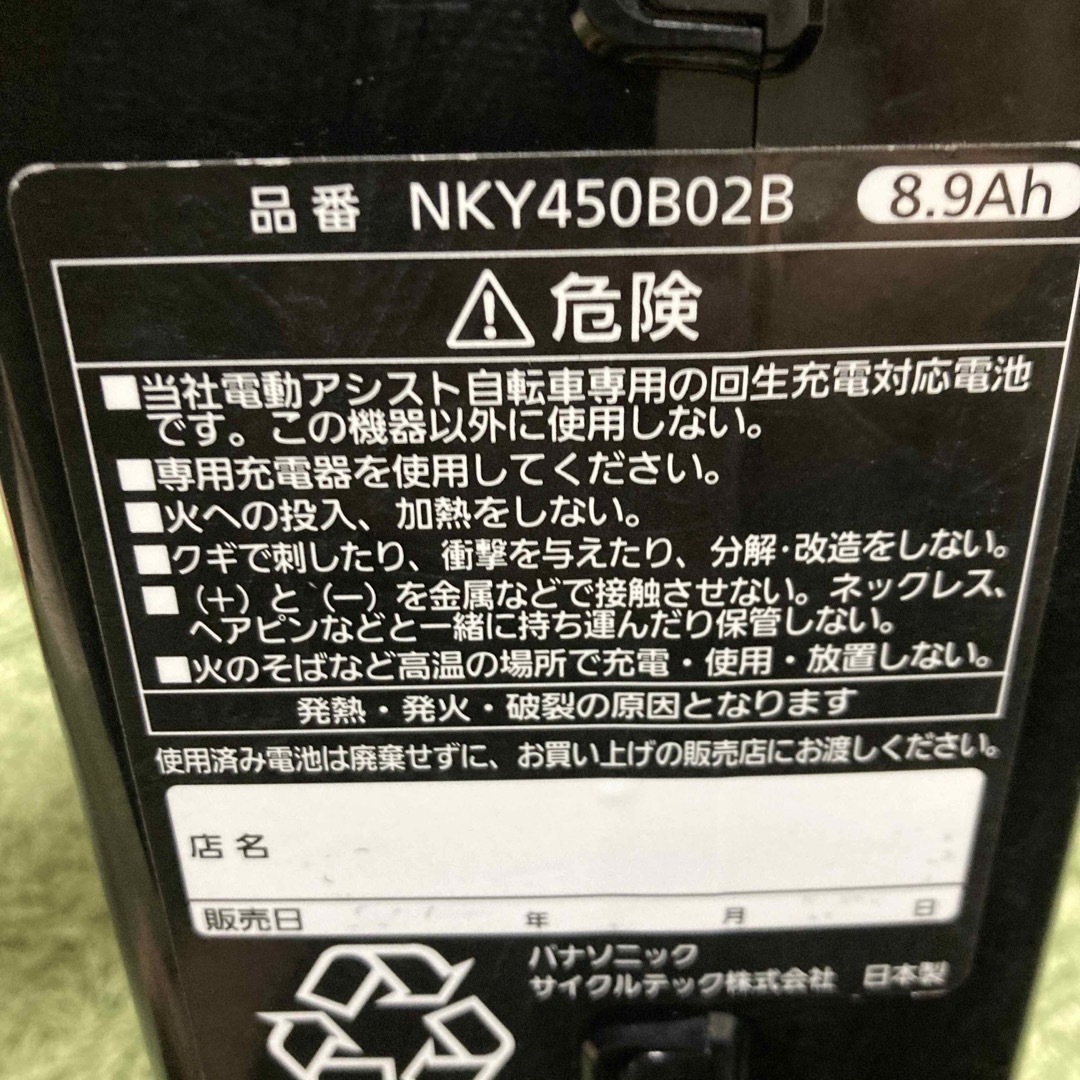 品番 NKY450B02B 8.9Ah
危険
■当社電動アシスト自転車専用の回生充電対応電池
です。この機器以外に使用しない。
■専用充電器を使用してください。
■火への投入、加熱をしない。
■クギで刺したり、衝撃を与えたり、分解・改造をしない。
■（+）と（−）を金属などで接触させない。ネックレス、
ヘアピンなどと一緒に持ち運んだり保管しない。
■火のそばなど高温の場所で充電・使用・放置しない。
発熱・発火・破裂の原因となります
使用済み電池は廃棄せずに、お買い上げの販売店にお渡しください。
店名
販売日 年 月 日
パナソニック
サイクルテック株式会社 日本製